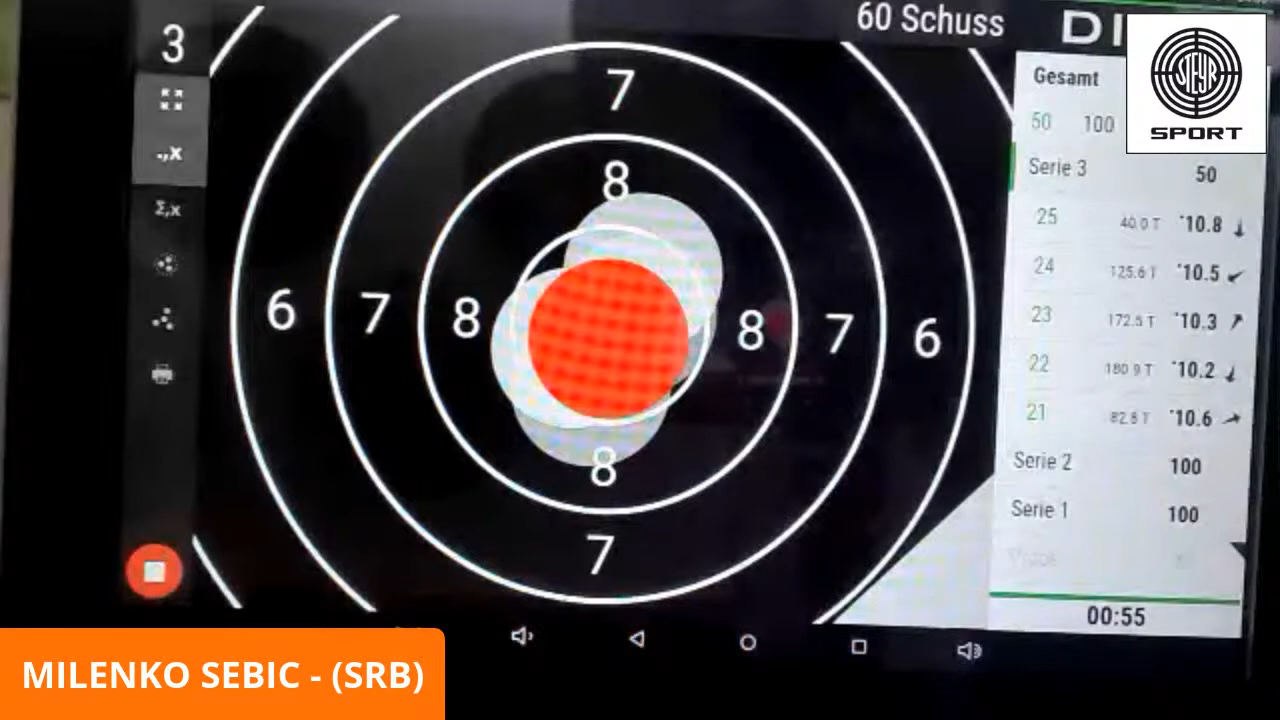 3
60 Schuss
DI
STEYR
SPORT
Gesamt
50 100
Serie 3 50
25 40.0 T *10.8
24 125.6 T *10.5
23 172.5 T *10.3
22 180.9 T *10.2
21 82.8 T *10.6
Serie 2 100
Serie 1 100
00:55
-,x
Σ,x
7
8
6 7 8 8 7 6
8
7
MILENKO SEBIC - (SRB)